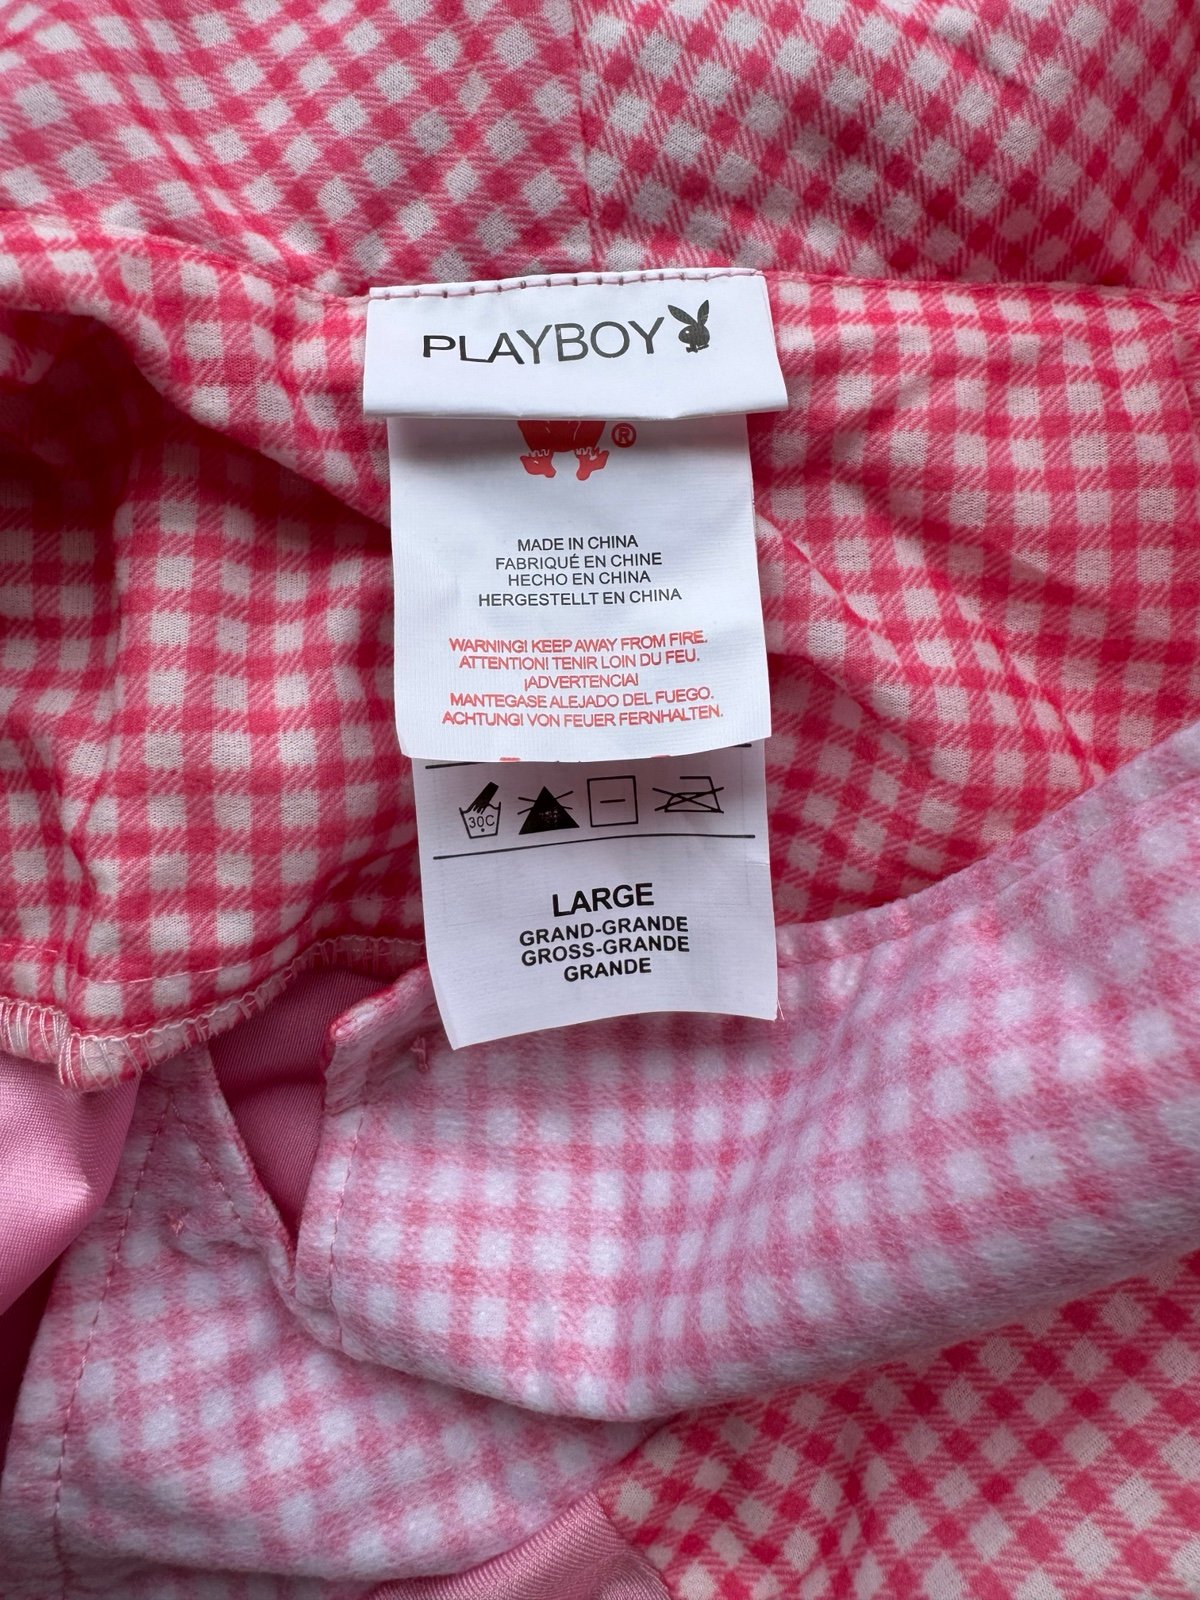 PLAYBOY
®
MADE IN CHINA
FABRIQUÉ EN CHINE
HECHO EN CHINA
HERGESTELLT EN CHINA
WARNING! KEEP AWAY FROM FIRE.
ATTENTION! TENIR LOIN DU FEU.
¡ADVERTENCIA!
MANTEGASE ALEJADO DEL FUEGO.
ACHTUNG! VON FEUER FERNHALTEN.
30C
LARGE
GRAND-GRANDE
GROSS-GRANDE
GRANDE